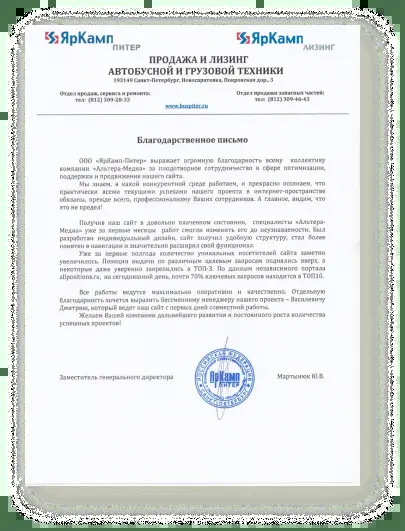 ЯрКамп
ПИТЕР
ЯрКамп
ЛИЗИНГ
ПРОДАЖА И ЛИЗИНГ
АВТОБУСНОЙ И ГРУЗОВОЙ ТЕХНИКИ
193149 Санкт-Петербург, Новосаратовка, Покровская дор., 3
Отдел продаж, сервиса и ремонта:
тел: (812) 309-28-33
Отдел продажи запасных частей:
тел: (812) 309-46-43
www.buspiter.ru
Благодарственное письмо
ООО «ЯрКамп-Питер» выражает огромную благодарность всему коллективу
компании «Альтера-Медиа» за плодотворное сотрудничество в сфере оптимизации,
поддержки и продвижения нашего сайта.
Мы знаем, в какой конкурентной среде работаем, и прекрасно осознаем, что
практически всеми текущими успехами нашего проекта в интернет-пространстве
обязаны, прежде всего, профессионализму Ваших сотрудников. А главное, видим, что
это не предел!
Получив наш сайт в довольно плаченном состоянии, специалисты «Альтера-
Медиа» уже за первые месяцы работ смогли изменить его до неузнаваемости. Был
разработан индивидуальный дизайн, сайт получил удобную структуру, стал более
понятен в навигации и значительно расширил свой функционал.
Уже за первые полгода количество уникальных посетителей сайта заметно
увеличилось. Позиции выдачи по различным целевым запросам поднялись вверх, а
некоторые даже уверенно закрепились в ТОП-3. По данным независимого портала
allpositions.ru, на сегодняшний день, почти 70% ключевых запросов находятся в ТОП10.
Все работы ведутся максимально оперативно и качественно. Отдельную
благодарность хочется выразить бессменному менеджеру нашего проекта – Василевичу
Дмитрию, который ведет наш сайт с первых дней совместной работы.
Желаем Вашей компании дальнейшего развития и постоянного роста количества
успешных проектов!
Заместитель генерального директора
Мартынюк Ю.В.
РОССИЙСКАЯ ФЕДЕРАЦИЯ
ЯрКамп
ПИТЕР
САНКТ-ПЕТЕРБУРГ